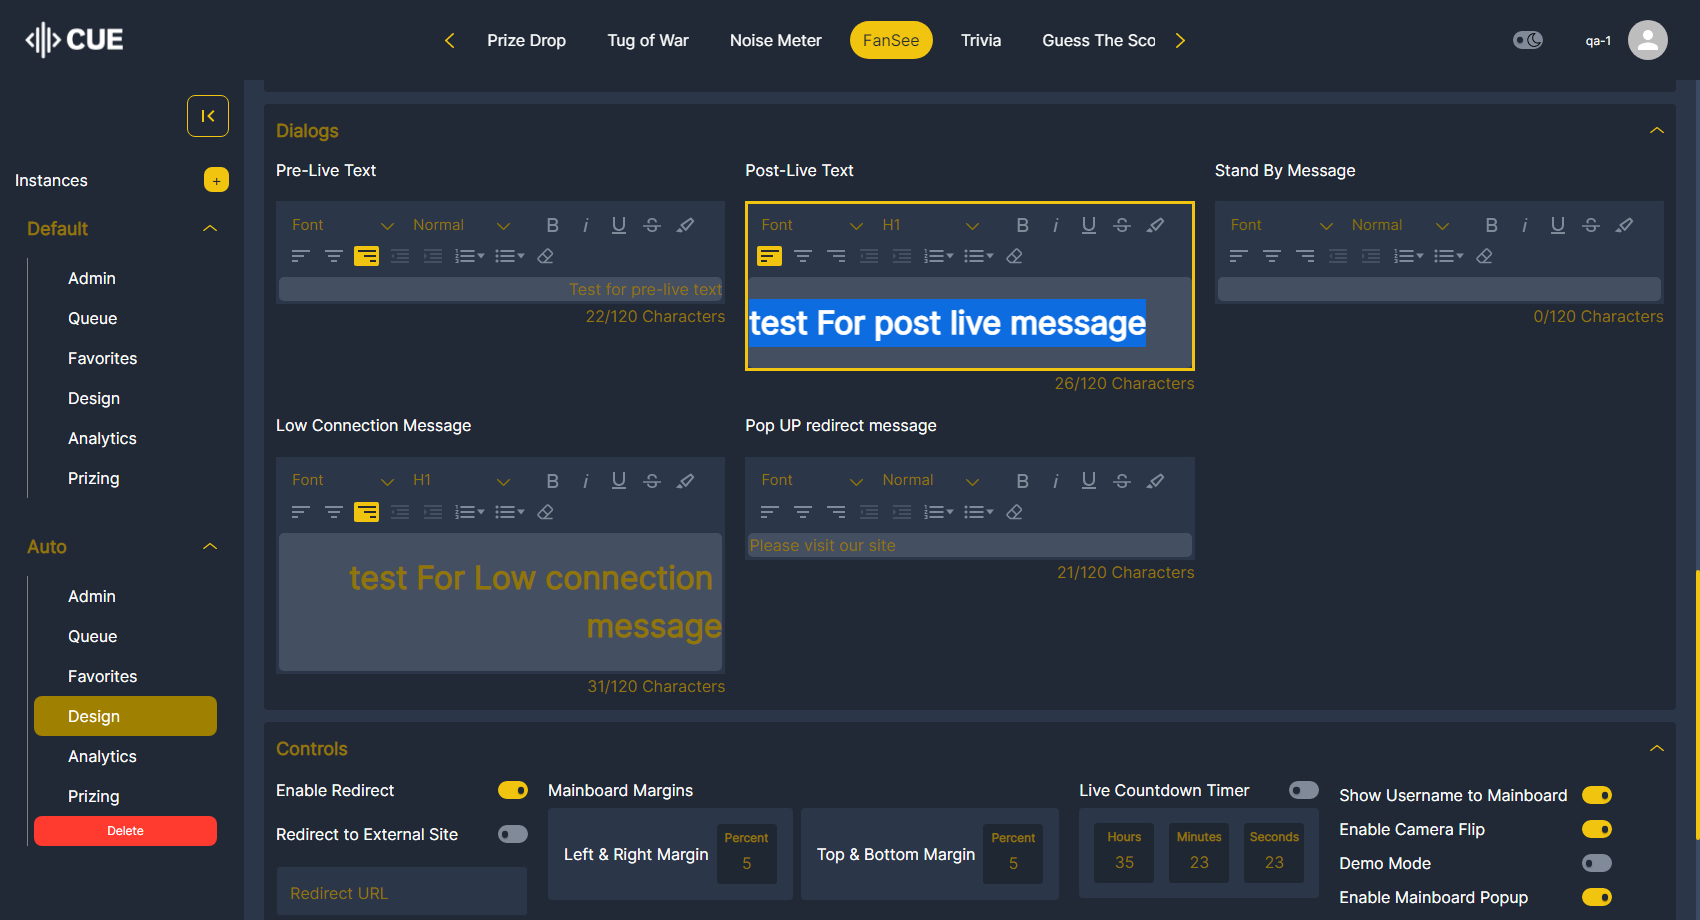 CUE
Prize Drop
Tug of War
Noise Meter
FanSee
Trivia
Guess The Sco
qa-1
Instances
+
Default
Admin
Queue
Favorites
Design
Analytics
Prizing
Auto
Admin
Queue
Favorites
Design
Analytics
Prizing
Delete
Dialogs
Pre-Live Text
Font Normal B i U S
Test for pre-live text
22/120 Characters
Post-Live Text
Font H1 B i U S
test For post live message
26/120 Characters
Stand By Message
Font Normal B i U S
0/120 Characters
Low Connection Message
Font H1 B i U S
test For Low connection
message
31/120 Characters
Pop UP redirect message
Font Normal B i U S
Please visit our site
21/120 Characters
Controls
Enable Redirect
Redirect to External Site
Redirect URL
Mainboard Margins
Left & Right Margin
Percent
5
Top & Bottom Margin
Percent
5
Live Countdown Timer
Hours
35
Minutes
23
Seconds
23
Show Username to Mainboard
Enable Camera Flip
Demo Mode
Enable Mainboard Popup